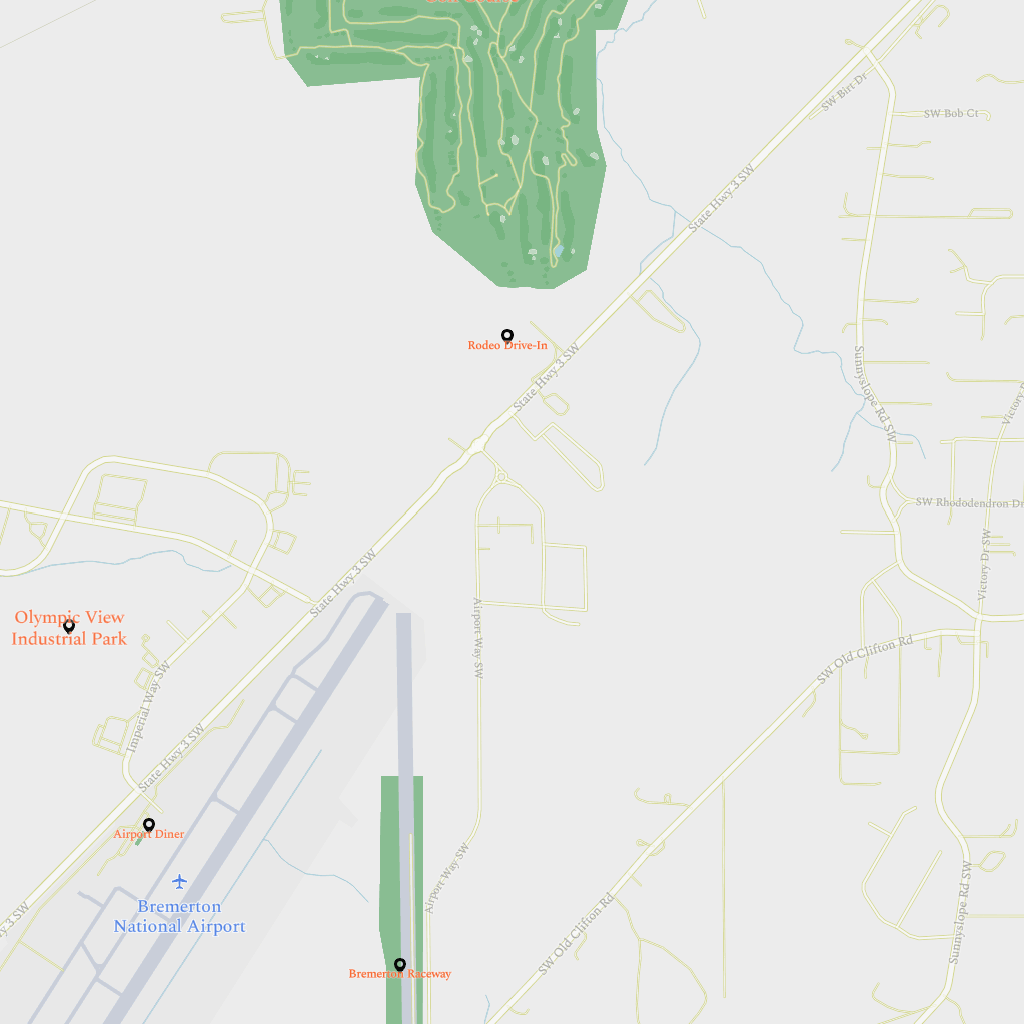 SW Birt Dr
SW Bob Ct
State Hwy 3 SW
Rodeo Drive-In
State Hwy 3 SW
Sunnyslope Rd SW
SW Rhododendron Dr
Victory Dr SW
State Hwy 3 SW
Olympic View
Industrial Park
Airport Way SW
SW Old Clifton Rd
Imperial Way SW
State Hwy 3 SW
Airport Diner
Bremerton
National Airport
Airport Way SW
SW Old Clifton Rd
Sunnyslope Rd SW
Bremerton Raceway